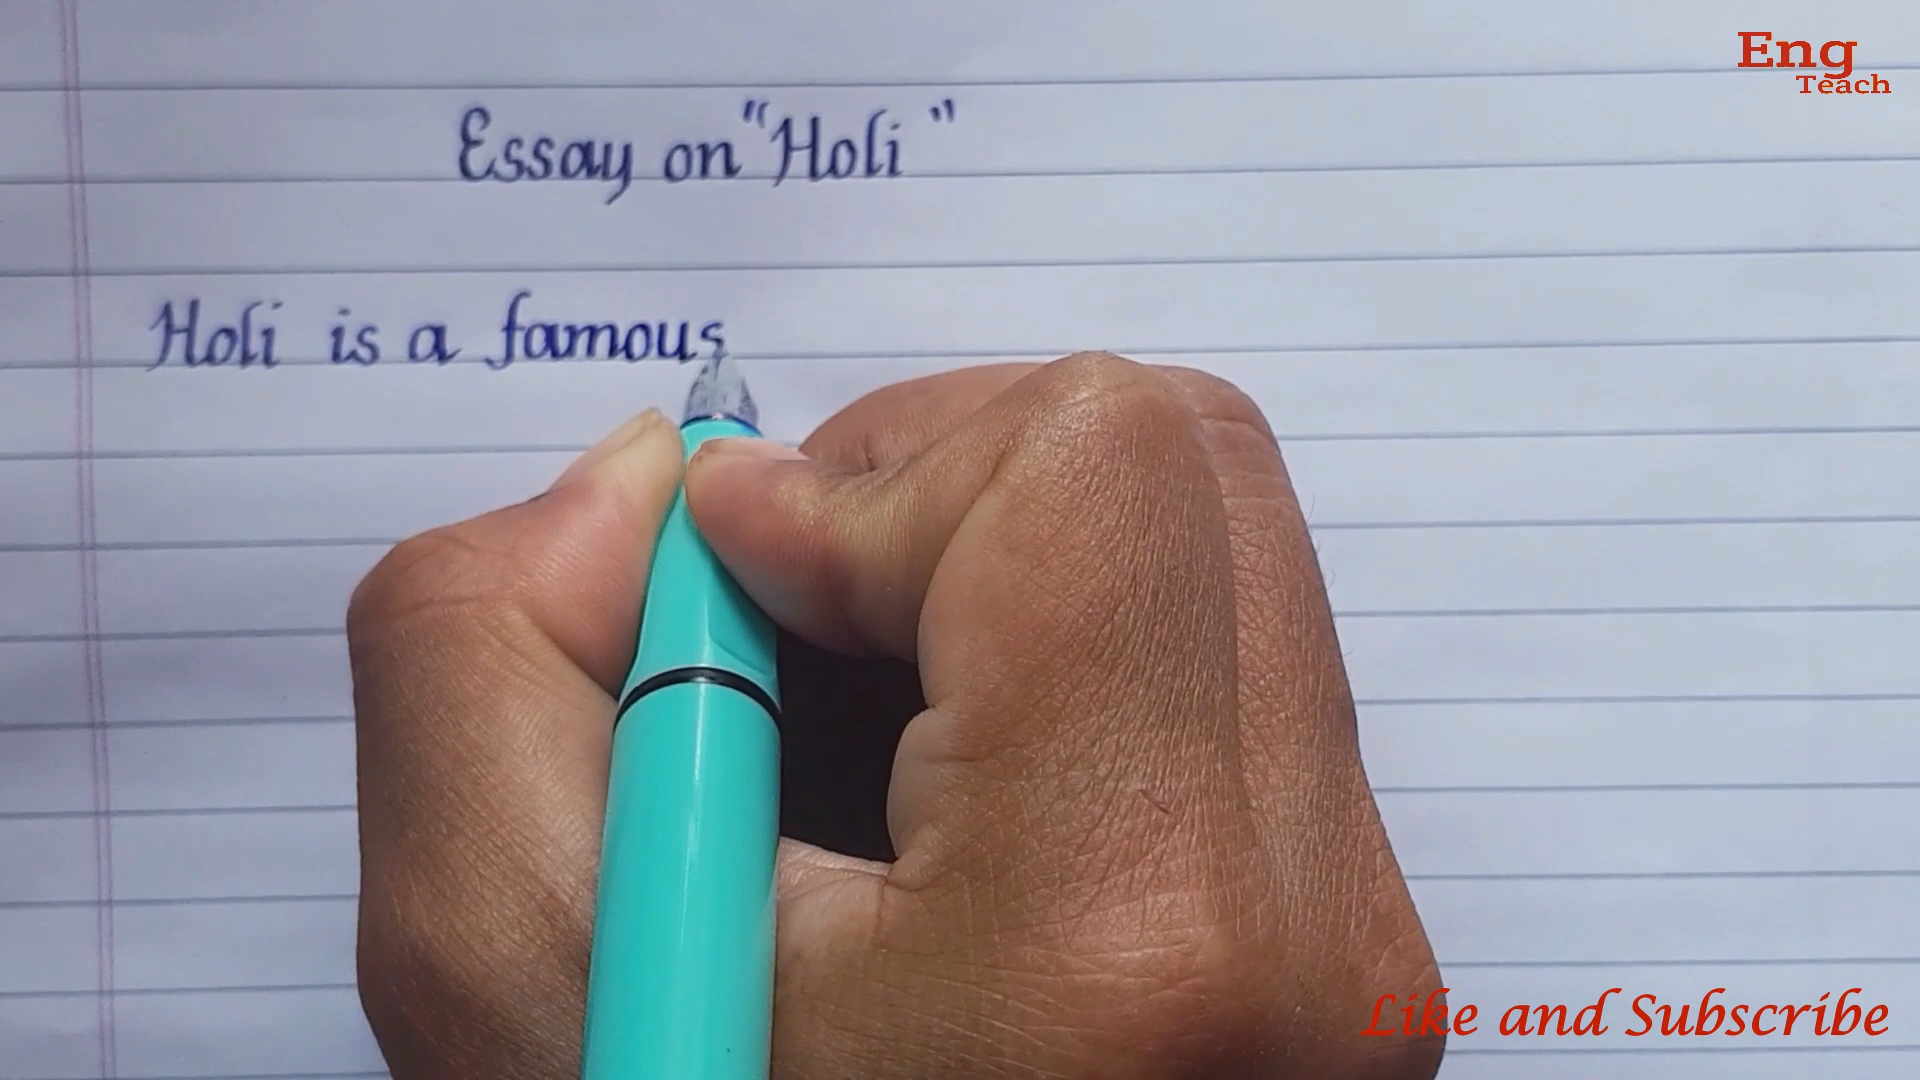 Eng
Teach
Essay on "Holi"
Holi is a famous
Like and Subscribe